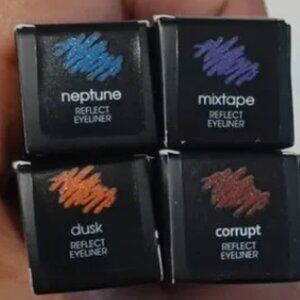 neptune
REFLECT
EYELINER
mixtape
REFLECT
EYELINER
dusk
REFLECT
EYELINER
corrupt
REFLECT
EYELINER